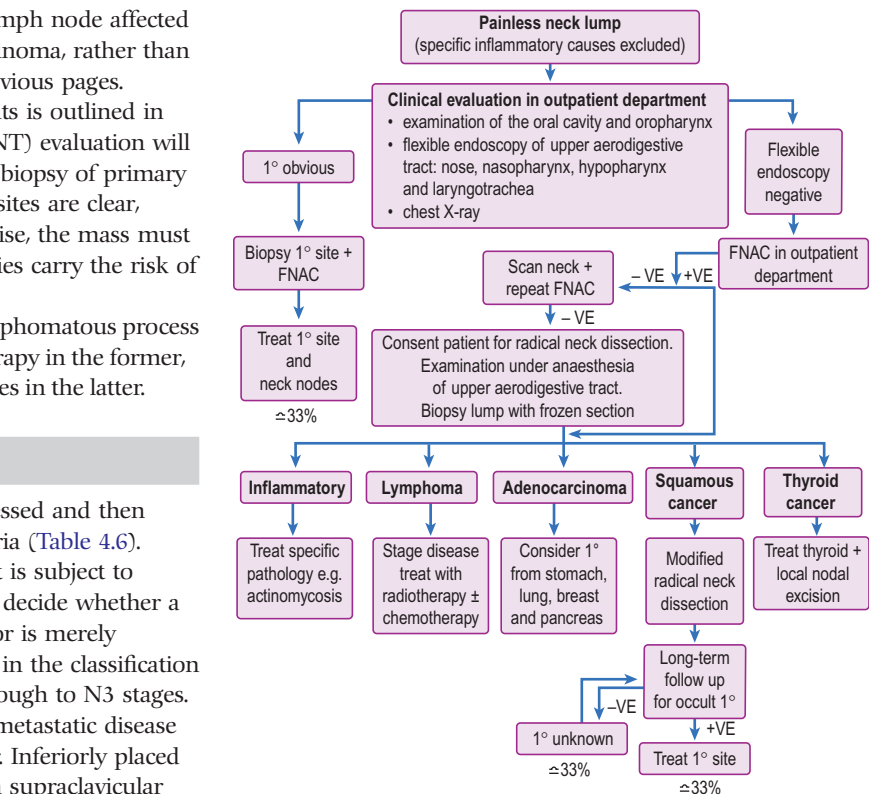 mph node affected
inoma, rather than
vious pages.
ts is outlined in
NT) evaluation will
biopsy of primary
sites are clear,
ise, the mass must
ies carry the risk of
phomatous process
rapy in the former,
es in the latter.
essed and then
ria (Table 4.6).
t is subject to
decide whether a
or is merely
in the classification
ough to N3 stages.
metastatic disease
r. Inferiorly placed
supraclavicular
Painless neck lump
(specific inflammatory causes excluded)
Clinical evaluation in outpatient department
• examination of the oral cavity and oropharynx
• flexible endoscopy of upper aerodigestive
tract: nose, nasopharynx, hypopharynx
and laryngotrachea
• chest X-ray
1° obvious
Biopsy 1° site +
FNAC
Treat 1° site
and
neck nodes
≏33%
Flexible
endoscopy
negative
FNAC in outpatient
department
– VE
+VE
Scan neck +
repeat FNAC
– VE
Consent patient for radical neck dissection.
Examination under anaesthesia
of upper aerodigestive tract.
Biopsy lump with frozen section
Inflammatory
Treat specific
pathology e.g.
actinomycosis
Lymphoma
Stage disease
treat with
radiotherapy ±
chemotherapy
Adenocarcinoma
Consider 1°
from stomach,
lung, breast
and pancreas
Squamous
cancer
Modified
radical neck
dissection
Long-term
follow up
for occult 1°
–VE
1° unknown
≏33%
+VE
Treat 1° site
≏33%
Thyroid
cancer
Treat thyroid +
local nodal
excision